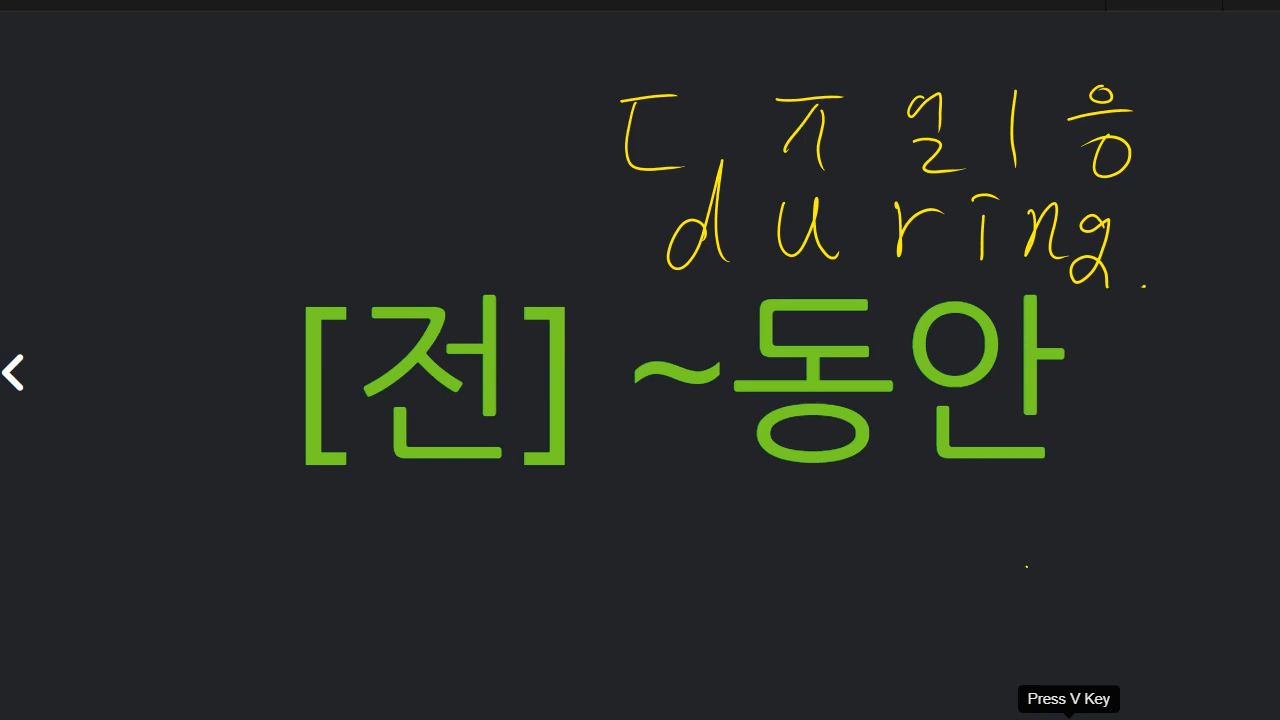 ㄷ ㅠ 얼 ㅣ 응
during.
[전] ~동안
Press V Key